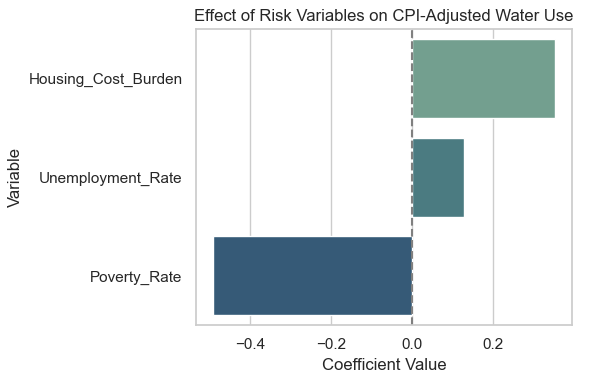 Effect of Risk Variables on CPI-Adjusted Water Use
Housing_Cost_Burden
Unemployment_Rate
Poverty_Rate
Variable
−0.4 −0.2 0.0 0.2
Coefficient Value